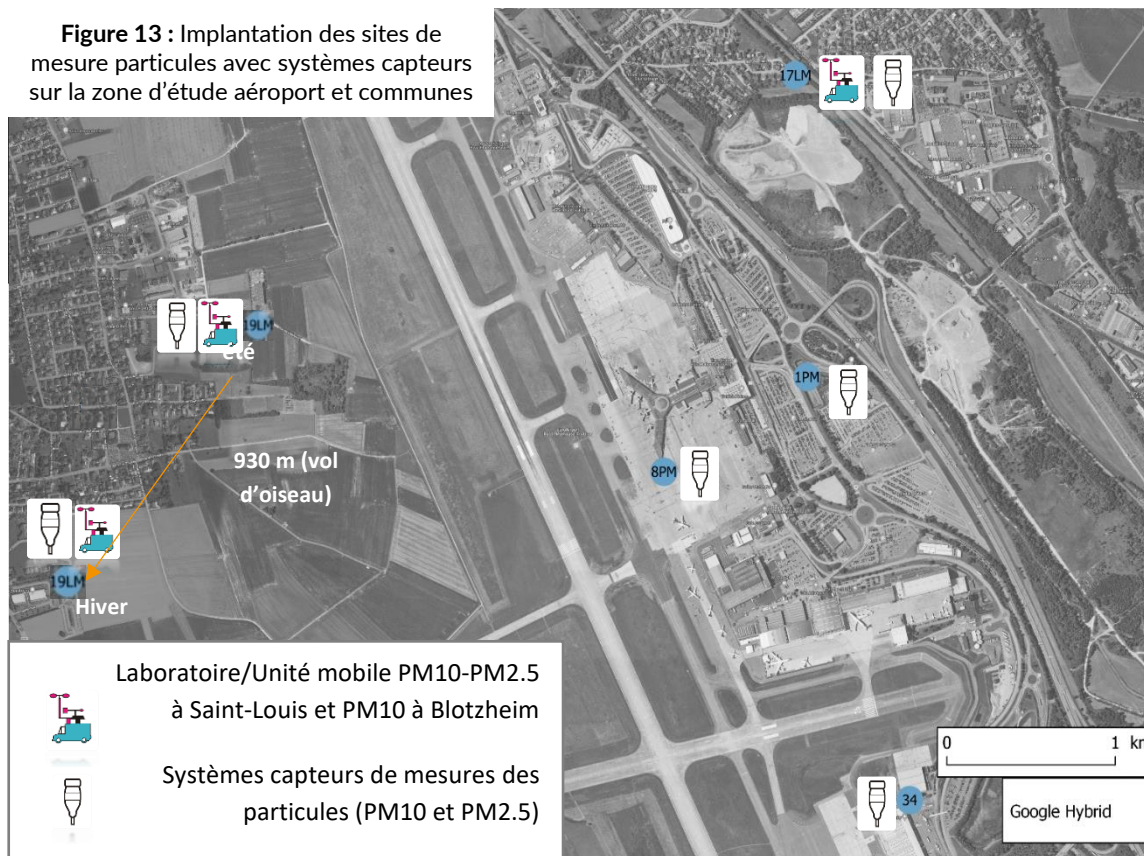 Figure 13 : Implantation des sites de
mesure particules avec systèmes capteurs
sur la zone d’étude aéroport et communes
17LM
19LM
été
1PM
930 m (vol
d’oiseau)
8PM
19LM
Hiver
Laboratoire/Unité mobile PM10-PM2.5
à Saint-Louis et PM10 à Blotzheim
Systèmes capteurs de mesures des
particules (PM10 et PM2.5)
0 1 km
34
Google Hybrid